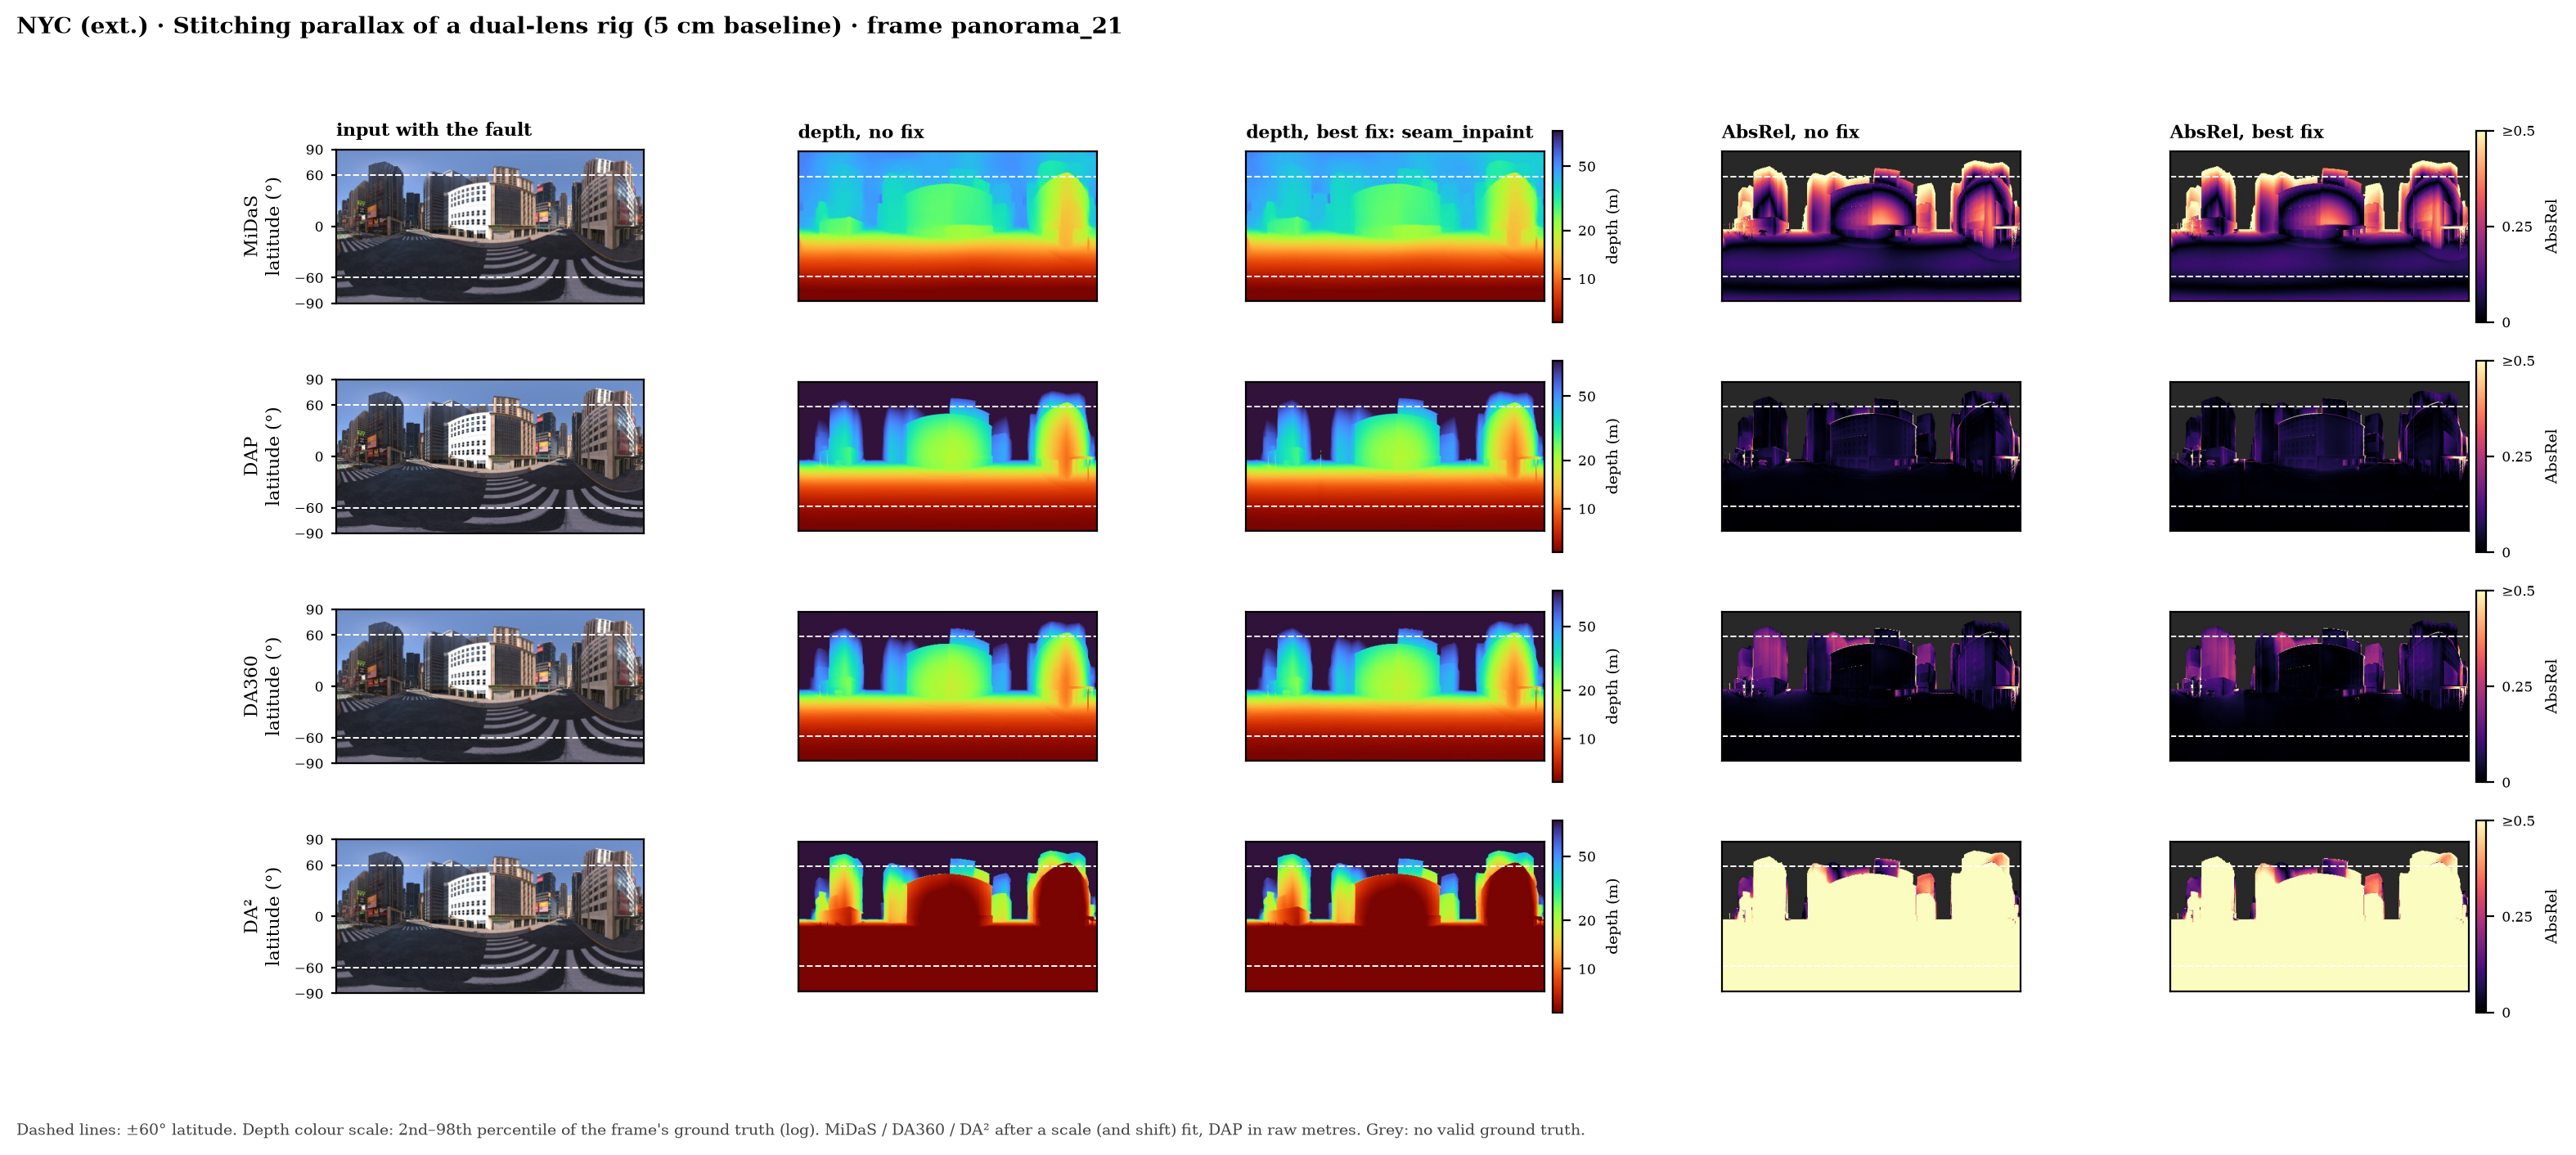 NYC (ext.) · Stitching parallax of a dual-lens rig (5 cm baseline) · frame panorama_21
input with the fault
depth, no fix
depth, best fix: seam_inpaint
AbsRel, no fix
AbsRel, best fix
MiDaS
latitude (°)
90
60
0
−60
−90
50
20
10
depth (m)
≥0.5
0.25
0
AbsRel
DAP
latitude (°)
90
60
0
−60
−90
50
20
10
depth (m)
≥0.5
0.25
0
AbsRel
DA360
latitude (°)
90
60
0
−60
−90
50
20
10
depth (m)
≥0.5
0.25
0
AbsRel
DA²
latitude (°)
90
60
0
−60
−90
50
20
10
depth (m)
≥0.5
0.25
0
AbsRel
Dashed lines: ±60° latitude. Depth colour scale: 2nd–98th percentile of the frame's ground truth (log). MiDaS / DA360 / DA² after a scale (and shift) fit, DAP in raw metres. Grey: no valid ground truth.